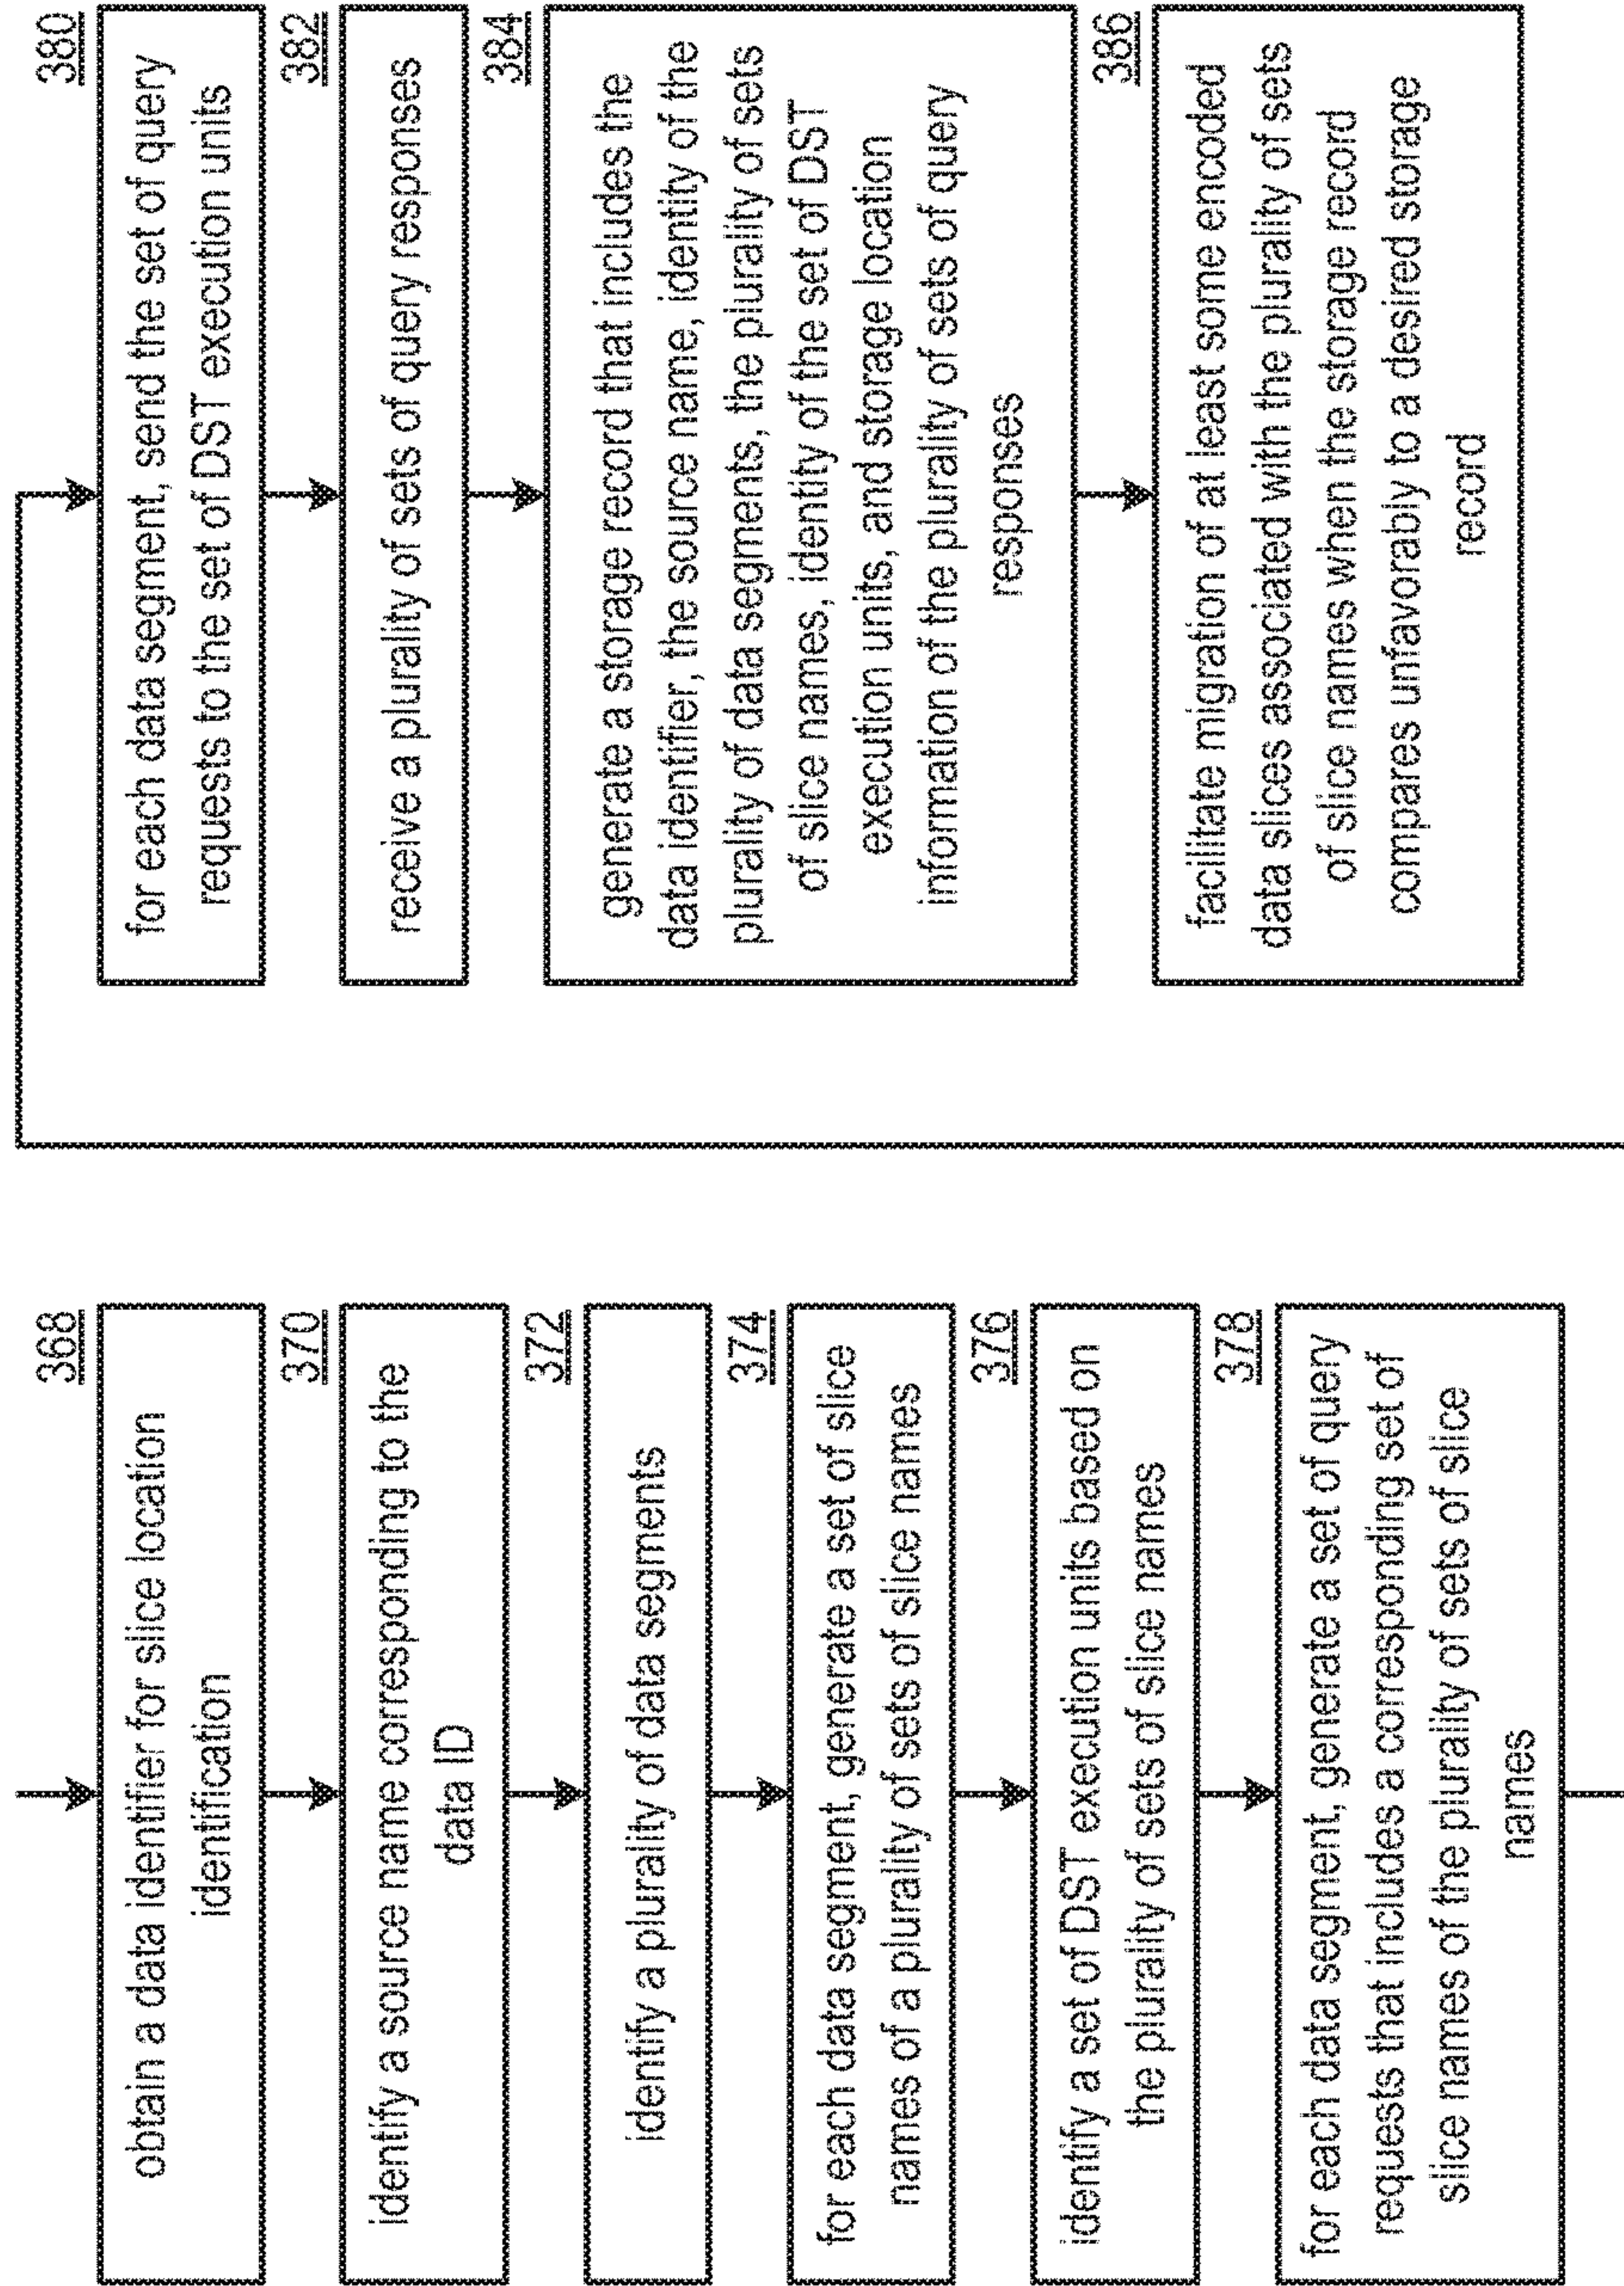 368
obtain a data identifier for slice location
identification
370
identify a source name corresponding to the
data ID
372
identify a plurality of data segments
374
for each data segment, generate a set of slice
names of a plurality of sets of slice names
376
identify a set of DST execution units based on
the plurality of sets of slice names
378
for each data segment, generate a set of query
requests that includes a corresponding set of
slice names of the plurality of sets of slice
names
380
for each data segment, send the set of query
requests to the set of DST execution units
382
receive a plurality of sets of query responses
384
generate a storage record that includes the
data identifier, the source name, identity of the
plurality of data segments, the plurality of sets
of slice names, identity of the set of DST
execution units, and storage location
information of the plurality of sets of query
responses
386
facilitate migration of at least some encoded
data slices associated with the plurality of sets
of slice names when the storage record
compares unfavorably to a desired storage
record